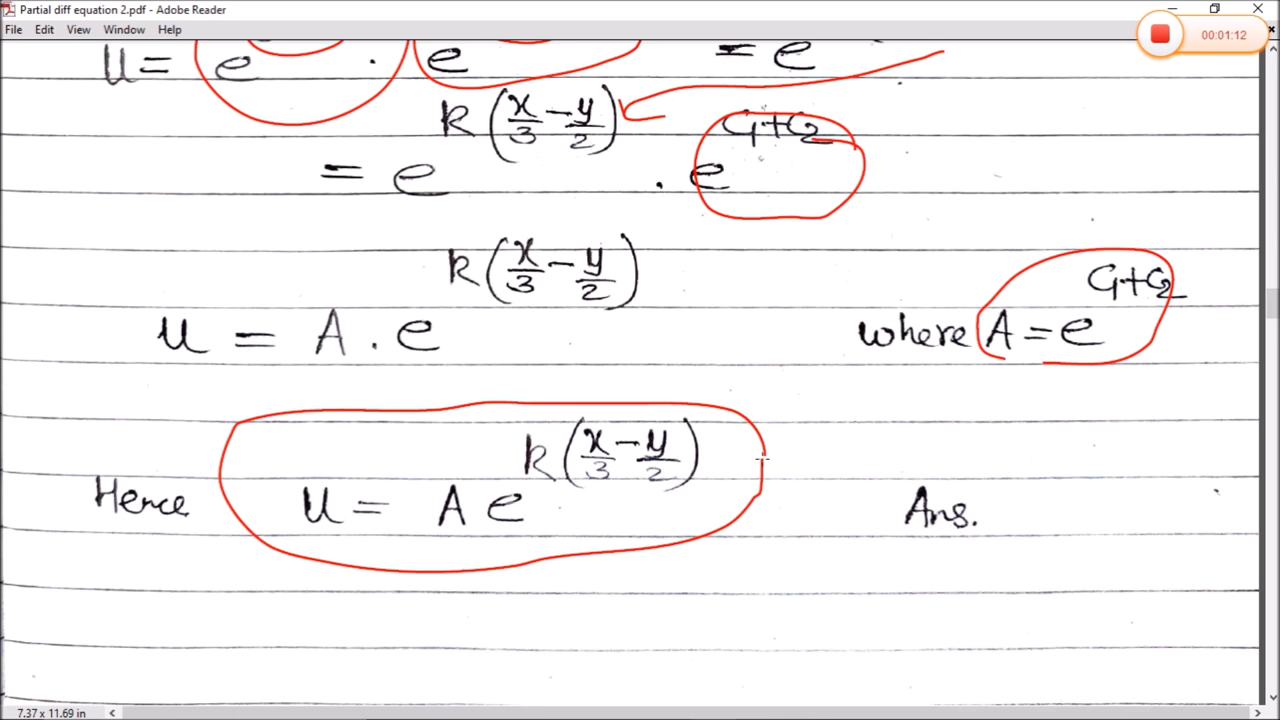 Partial diff equation 2.pdf - Adobe Reader
File Edit View Window Help
00:01:12
U = e . e = e
= e^{k(x/3 - y/2)} . e^{C1+C2}
u = A . e^{k(x/3 - y/2)} where A = e^{C1+C2}
Hence u = A e^{k(x/3 - y/2)} Ans.
7.37 x 11.69 in